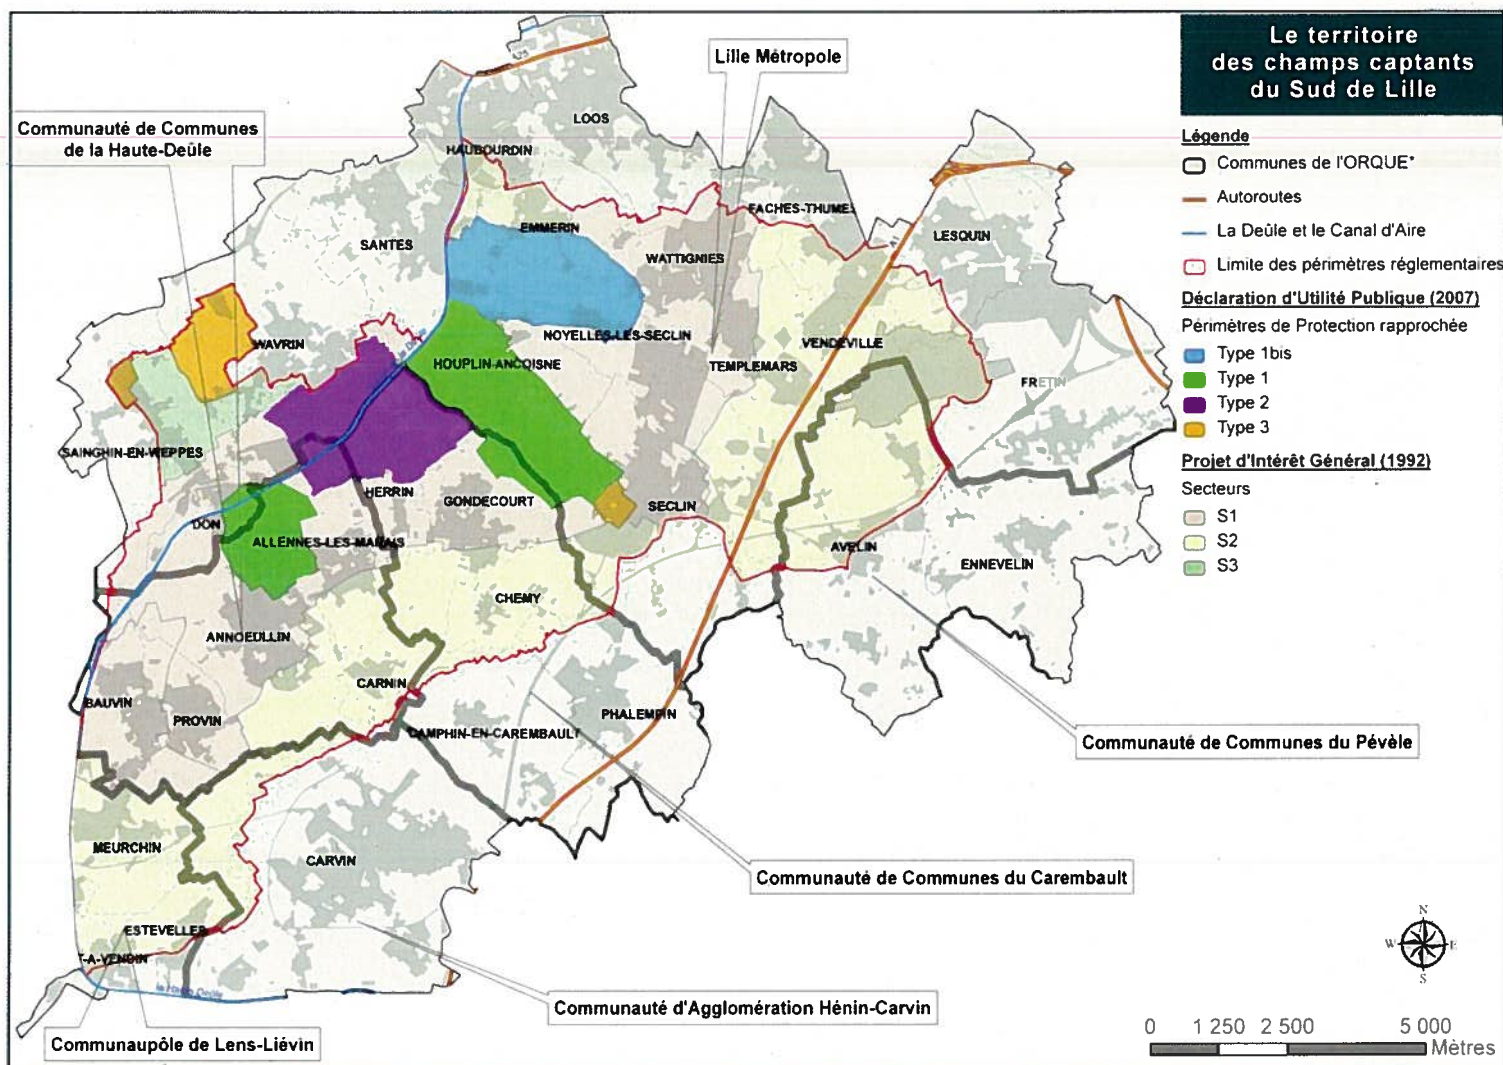 Le territoire
des champs captants
du Sud de Lille
Légende
Communes de l'ORQUE*
Autoroutes
La Deûle et le Canal d'Aire
Limite des périmètres réglementaires
Déclaration d'Utilité Publique (2007)
Périmètres de Protection rapprochée
Type 1bis
Type 1
Type 2
Type 3
Projet d'Intérêt Général (1992)
Secteurs
S1
S2
S3
Lille Métropole
Communauté de Communes
de la Haute-Deûle
A25
LOOS
HAUBOURDIN
FACHES-THUMES
EMMERIN
SANTES
LESQUIN
A1
WATTIGNIES
NOYELLES-LES-SECLIN
WAVRIN
VENDEVILLE
HOUPLIN-ANCOISNE
TEMPLEMARS
FRETIN
SAINGHIN-EN-WEPPES
HERRIN
GONDECOURT
SECLIN
DON
ALLENNES-LES-MARAIS
AVELIN
ENNEVELIN
CHEMY
ANNOEULLIN
CARNIN
BAUVIN
PROVIN
PHALEMPIN
CAMPHIN-EN-CAREMBAULT
Communauté de Communes du Pévèle
MEURCHIN
CARVIN
Communauté de Communes du Carembault
ESTEVELLES
T-A-VENDIN
Communauté d'Agglomération Hénin-Carvin
Communaupôle de Lens-Liévin
N
W
E
S
0 1 250 2 500 5 000
Mètres